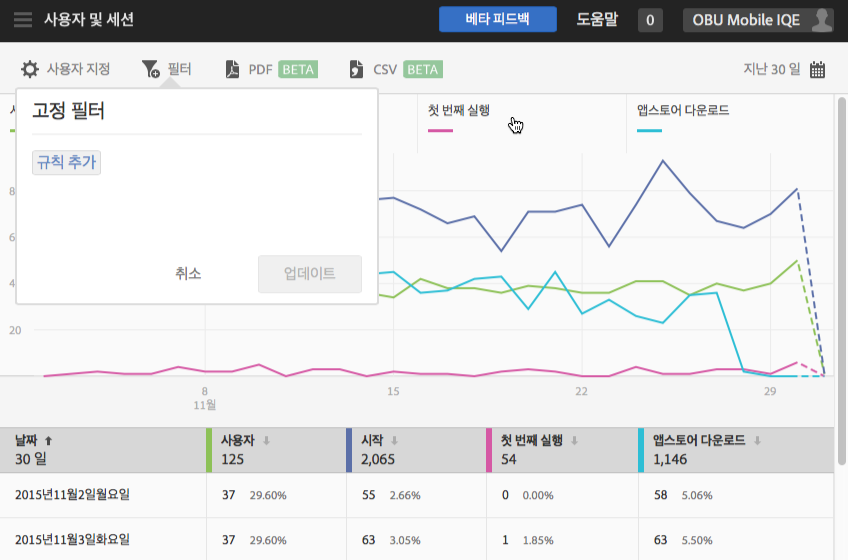 사용자 및 세션
베타 피드백
도움말
0
OBU Mobile IQE
사용자 지정
필터
PDF BETA
CSV BETA
지난 30 일
고정 필터
규칙 추가
취소
업데이트
첫 번째 실행
앱스토어 다운로드
20
8
15
22
29
11월
날짜 사용자 시작 첫 번째 실행 앱스토어 다운로드
30 일 125 2,065 54 1,146
2015년11월2일월요일 37 29.60% 55 2.66% 0 0.00% 58 5.06%
2015년11월3일화요일 37 29.60% 63 3.05% 1 1.85% 63 5.50%